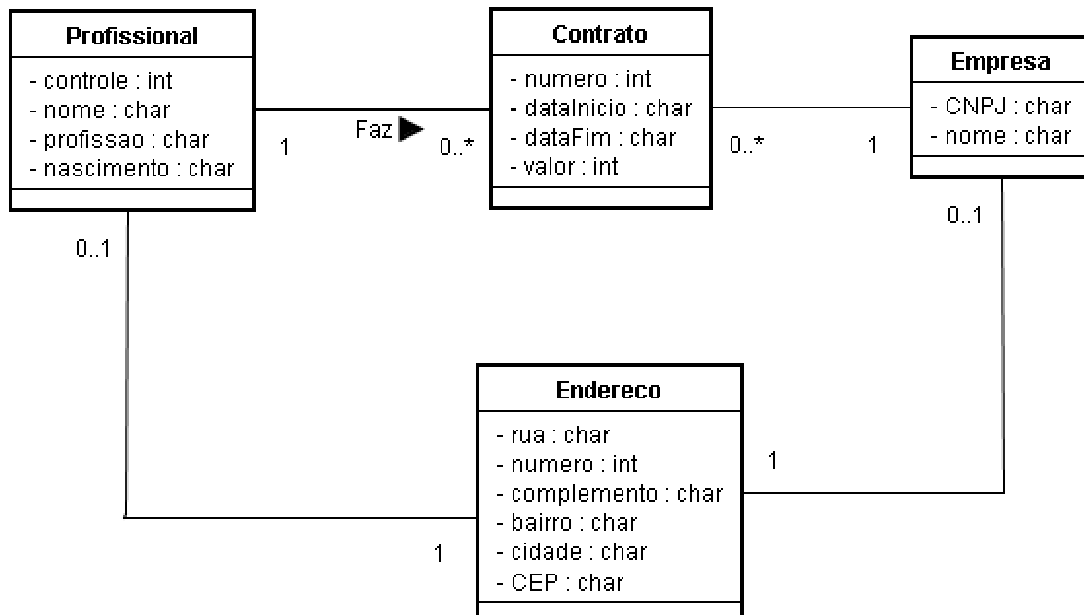 Profissional
- controle : int
- nome : char
- profissao : char
- nascimento : char
Contrato
- numero : int
- dataInicio : char
- dataFim : char
- valor : int
Empresa
- CNPJ : char
- nome : char
1
Faz
0..*
0..*
1
0..1
0..1
Endereco
- rua : char
- numero : int
- complemento : char
- bairro : char
- cidade : char
- CEP : char
1
1